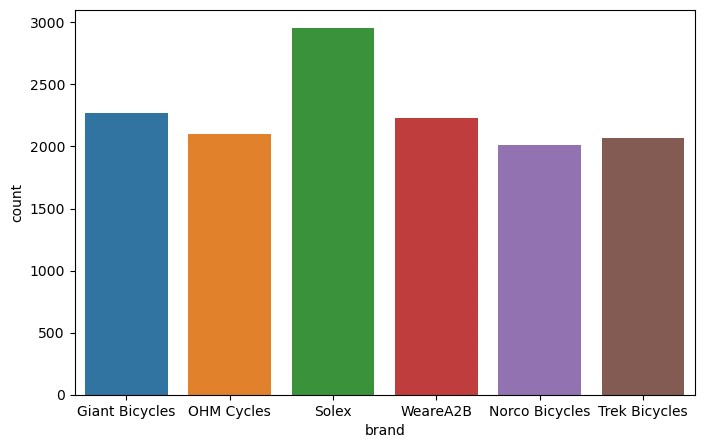 3000
2500
2000
1500
1000
500
0
count
Giant Bicycles OHM Cycles Solex WeareA2B Norco Bicycles Trek Bicycles
brand